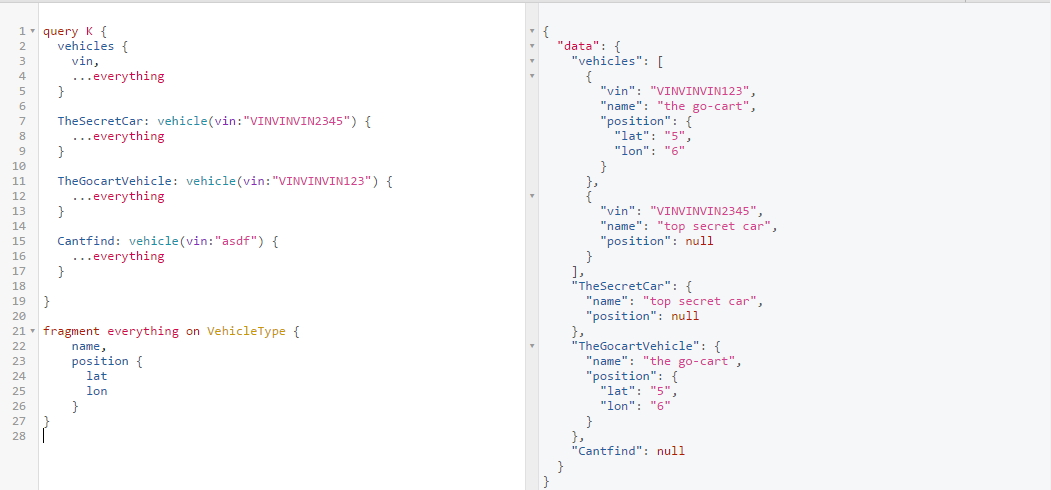 1 query K {
2   vehicles {
3     vin,
4     ...everything
5   }
6
7   TheSecretCar: vehicle(vin:"VINVINVIN2345") {
8     ...everything
9   }
10
11   TheGocartVehicle: vehicle(vin:"VINVINVIN123") {
12     ...everything
13   }
14
15   Cantfind: vehicle(vin:"asdf") {
16     ...everything
17   }
18
19 }
20
21 fragment everything on VehicleType {
22     name,
23     position {
24       lat
25       lon
26     }
27 }
28
{
  "data": {
    "vehicles": [
      {
        "vin": "VINVINVIN123",
        "name": "the go-cart",
        "position": {
          "lat": "5",
          "lon": "6"
        }
      },
      {
        "vin": "VINVINVIN2345",
        "name": "top secret car",
        "position": null
      }
    ],
    "TheSecretCar": {
      "name": "top secret car",
      "position": null
    },
    "TheGocartVehicle": {
      "name": "the go-cart",
      "position": {
        "lat": "5",
        "lon": "6"
      }
    },
    "Cantfind": null
  }
}